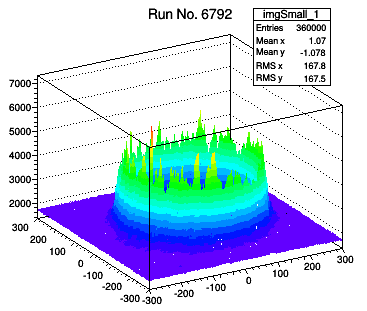 Run No. 6792
imgSmall_1
Entries 360000
Mean x 1.07
Mean y -1.078
RMS x 167.8
RMS y 167.5
7000
6000
5000
4000
3000
2000
300
200
100
0
-100
-200
-300
-300
-200
-100
0
100
200
300